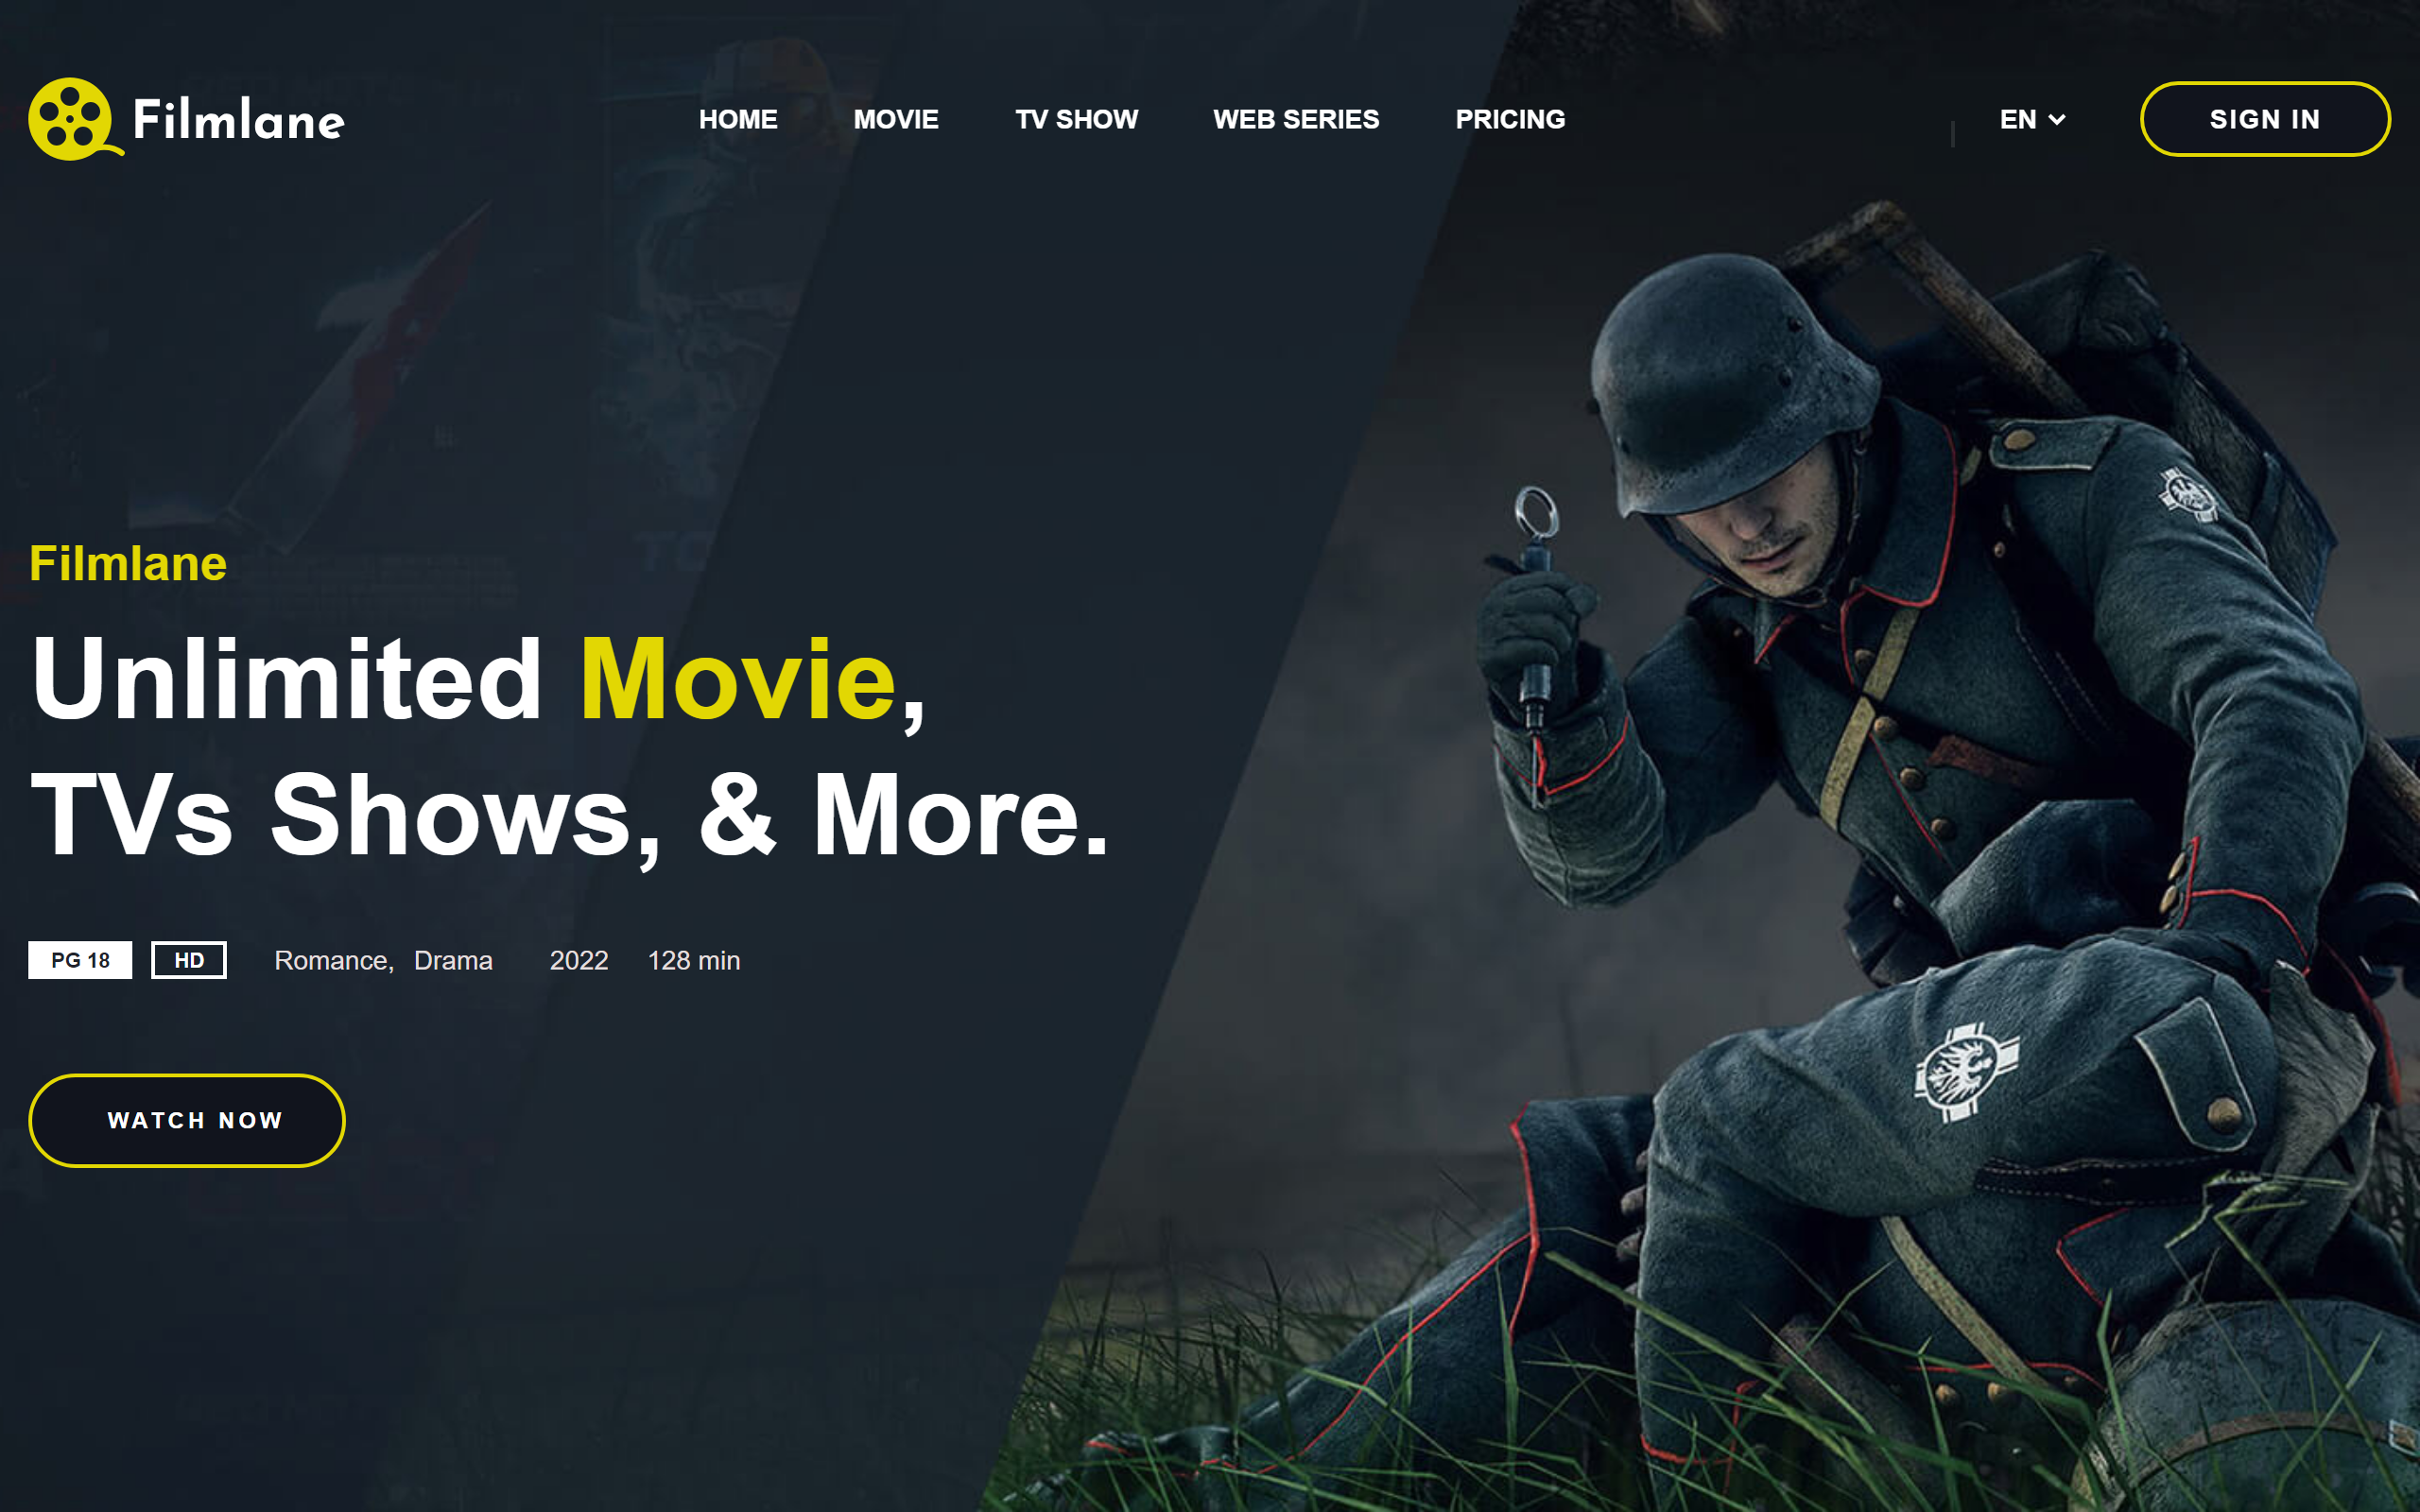 Filmlane
HOME MOVIE TV SHOW WEB SERIES PRICING
EN
SIGN IN
Filmlane
Unlimited Movie,
TVs Shows, & More.
PG 18 HD Romance, Drama 2022 128 min
WATCH NOW